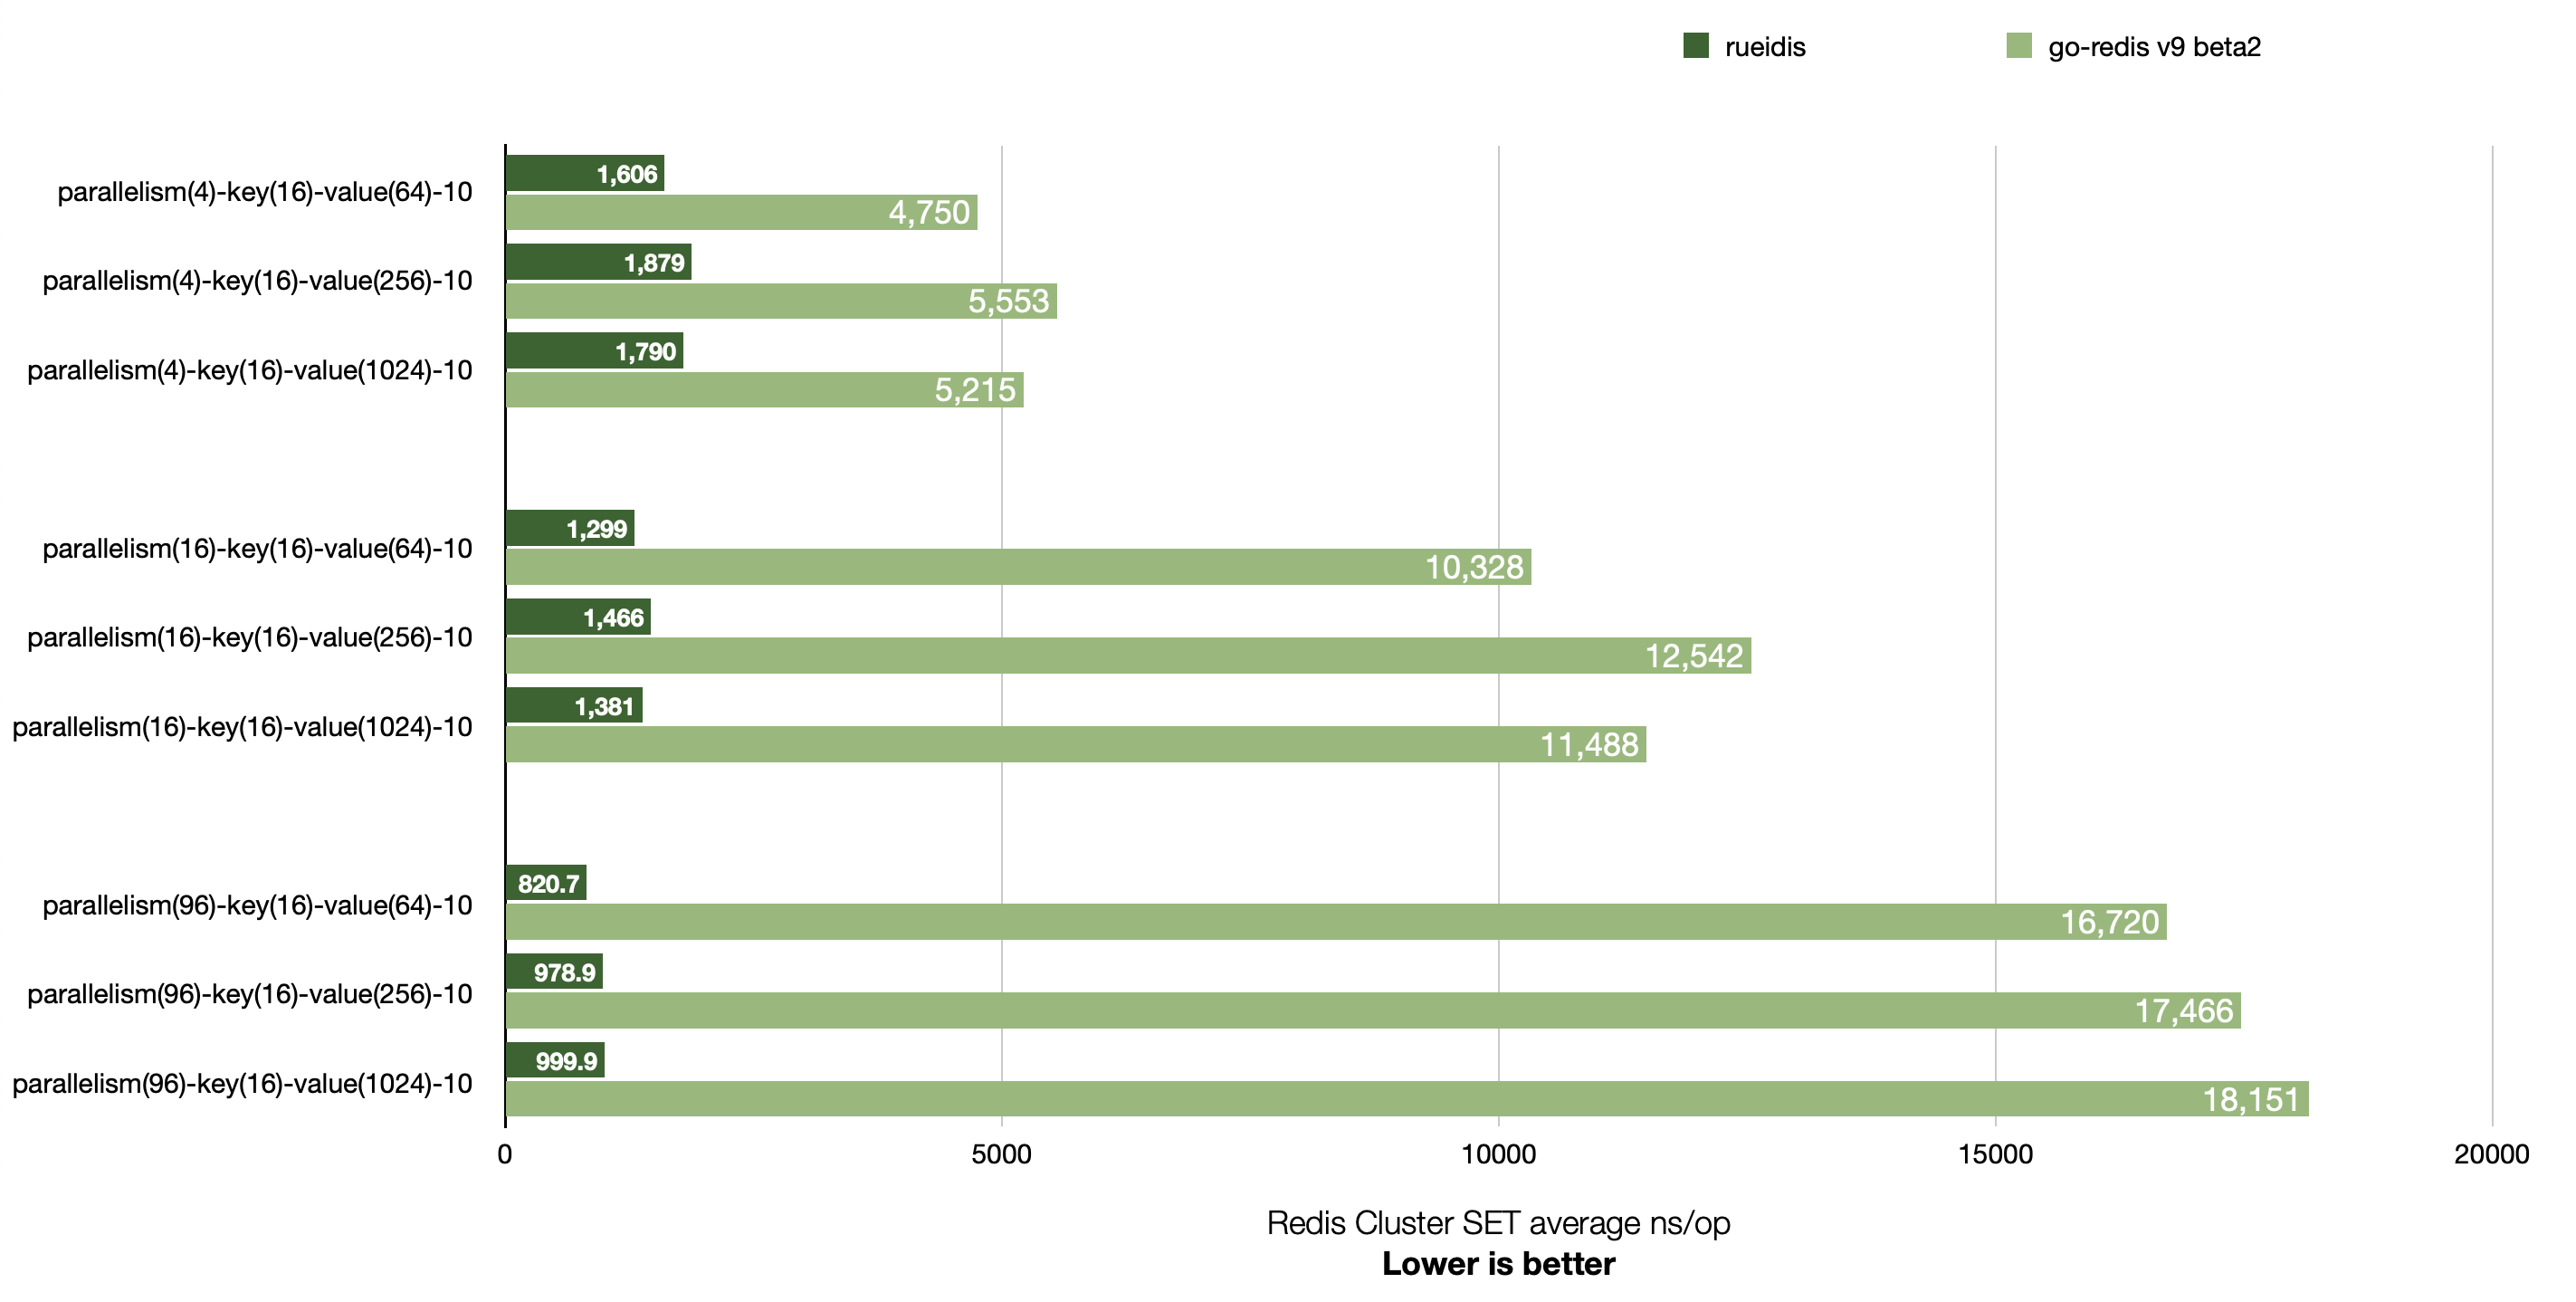 rueidis
go-redis v9 beta2
parallelism(4)-key(16)-value(64)-10
1,606
4,750
parallelism(4)-key(16)-value(256)-10
1,879
5,553
parallelism(4)-key(16)-value(1024)-10
1,790
5,215
parallelism(16)-key(16)-value(64)-10
1,299
10,328
parallelism(16)-key(16)-value(256)-10
1,466
12,542
parallelism(16)-key(16)-value(1024)-10
1,381
11,488
parallelism(96)-key(16)-value(64)-10
820.7
16,720
parallelism(96)-key(16)-value(256)-10
978.9
17,466
parallelism(96)-key(16)-value(1024)-10
999.9
18,151
0 5000 10000 15000 20000
Redis Cluster SET average ns/op
Lower is better